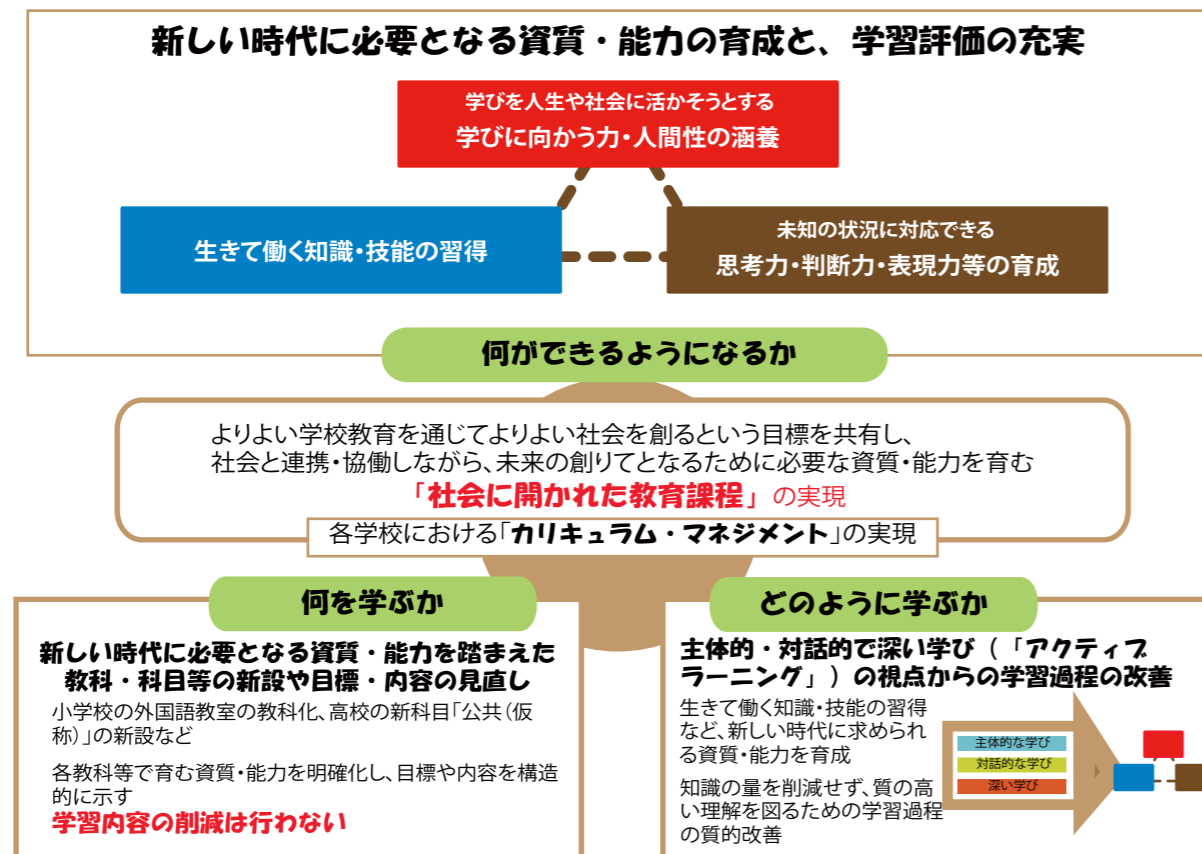 新しい時代に必要となる資質・能力の育成と、学習評価の充実
学びを人生や社会に活かそうとする
学びに向かう力・人間性の涵養
生きて働く知識・技能の習得
未知の状況に対応できる
思考力・判断力・表現力等の育成
何ができるようになるか
よりよい学校教育を通じてよりよい社会を創るという目標を共有し、
社会と連携・協働しながら、未来の創りてとなるために必要な資質・能力を育む
「社会に開かれた教育課程」の実現
各学校における「カリキュラム・マネジメント」の実現
何を学ぶか
新しい時代に必要となる資質・能力を踏まえた
教科・科目等の新設や目標・内容の見直し
小学校の外国語教室の教科化、高校の新科目「公共(仮
称)」の新設など
各教科等で育む資質・能力を明確化し、目標や内容を構造
的に示す
学習内容の削減は行わない
どのように学ぶか
主体的・対話的で深い学び（「アクティブ
ラーニング」）の視点からの学習過程の改善
生きて働く知識・技能の習得
など、新しい時代に求められ
る資質・能力を育成
知識の量を削減せず、質の高
い理解を図るための学習過程
の質的改善
主体的な学び
対話的な学び
深い学び